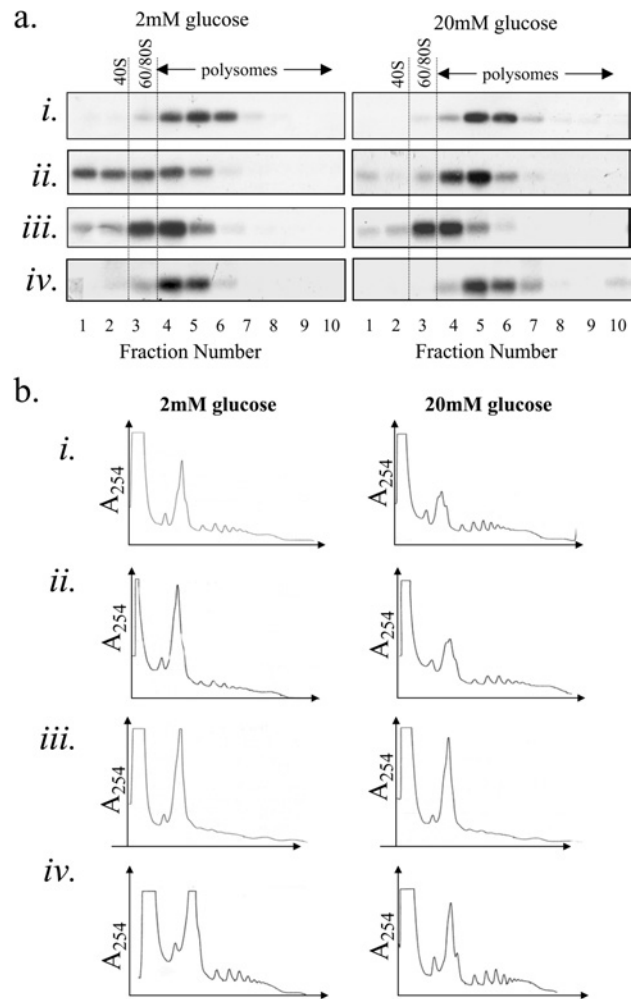 a.
2mM glucose 20mM glucose
40S 60/80S polysomes 40S 60/80S polysomes
i.
ii.
iii.
iv.
1 2 3 4 5 6 7 8 9 10 1 2 3 4 5 6 7 8 9 10
Fraction Number Fraction Number
b.
2mM glucose 20mM glucose
i. A254 A254
ii. A254 A254
iii. A254 A254
iv. A254 A254